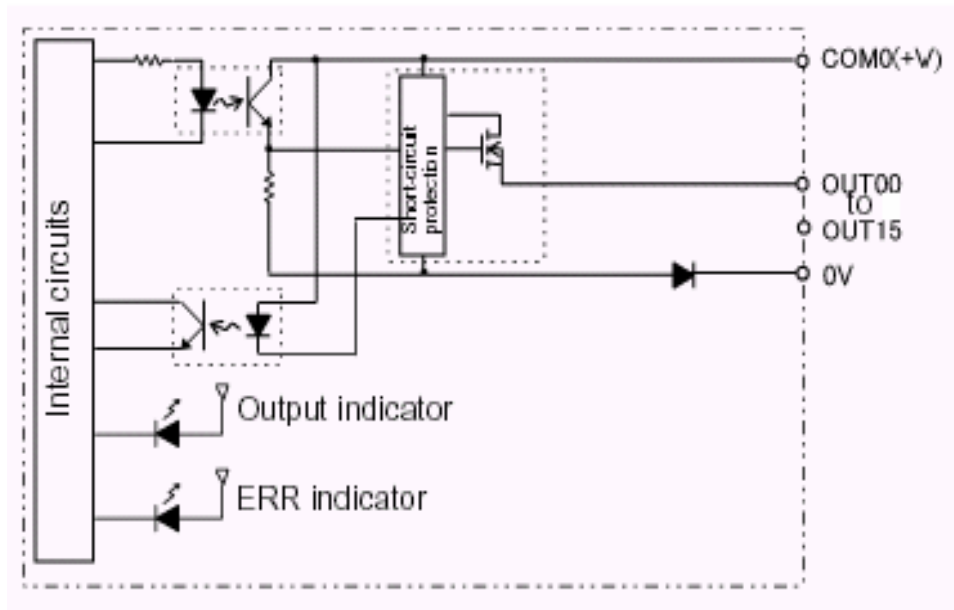 COM0(+V)
Short-circuit
protection
OUT00
to
OUT15
0V
Internal circuits
Output indicator
ERR indicator